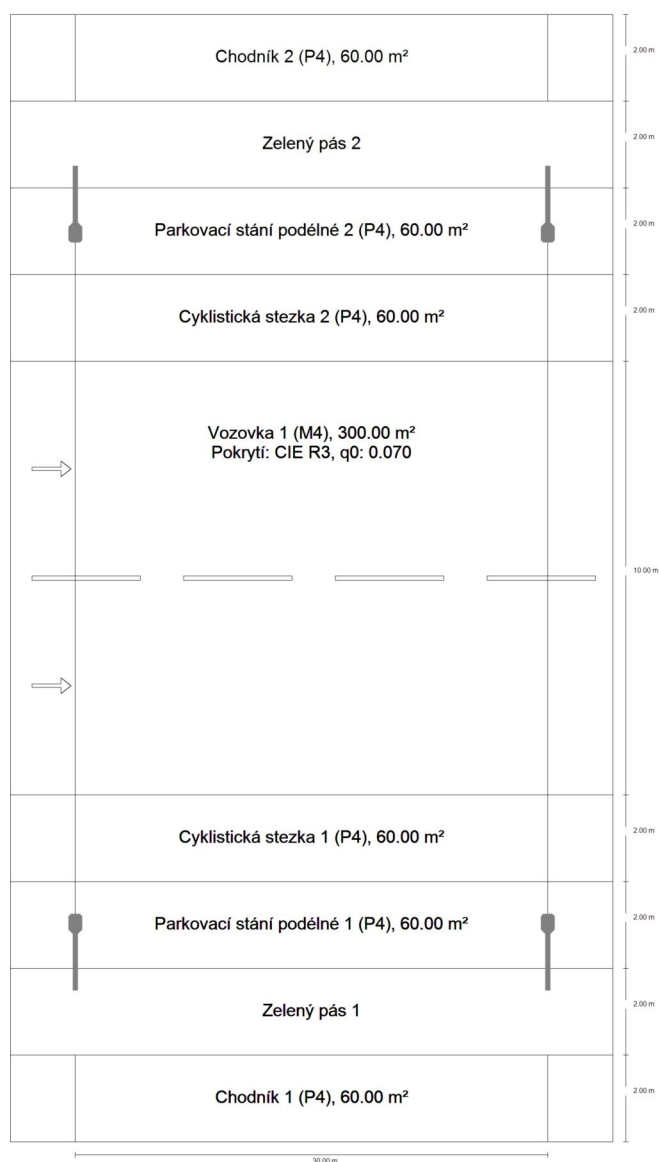 Chodník 2 (P4), 60.00 m²
2.00 m
Zelený pás 2
2.00 m
Parkovací stání podélné 2 (P4), 60.00 m²
2.00 m
Cyklistická stezka 2 (P4), 60.00 m²
2.00 m
Vozovka 1 (M4), 300.00 m²
Pokrytí: CIE R3, q0: 0.070
10.00 m
Cyklistická stezka 1 (P4), 60.00 m²
2.00 m
Parkovací stání podélné 1 (P4), 60.00 m²
2.00 m
Zelený pás 1
2.00 m
Chodník 1 (P4), 60.00 m²
2.00 m
30.00 m